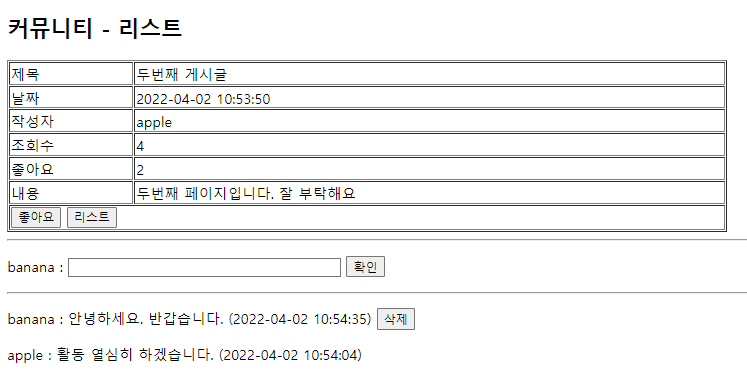 커뮤니티 - 리스트
제목 두번째 게시글
날짜 2022-04-02 10:53:50
작성자 apple
조회수 4
좋아요 2
내용 두번째 페이지입니다. 잘 부탁해요
좋아요 리스트
banana : 확인
banana : 안녕하세요. 반갑습니다. (2022-04-02 10:54:35) 삭제
apple : 활동 열심히 하겠습니다. (2022-04-02 10:54:04)